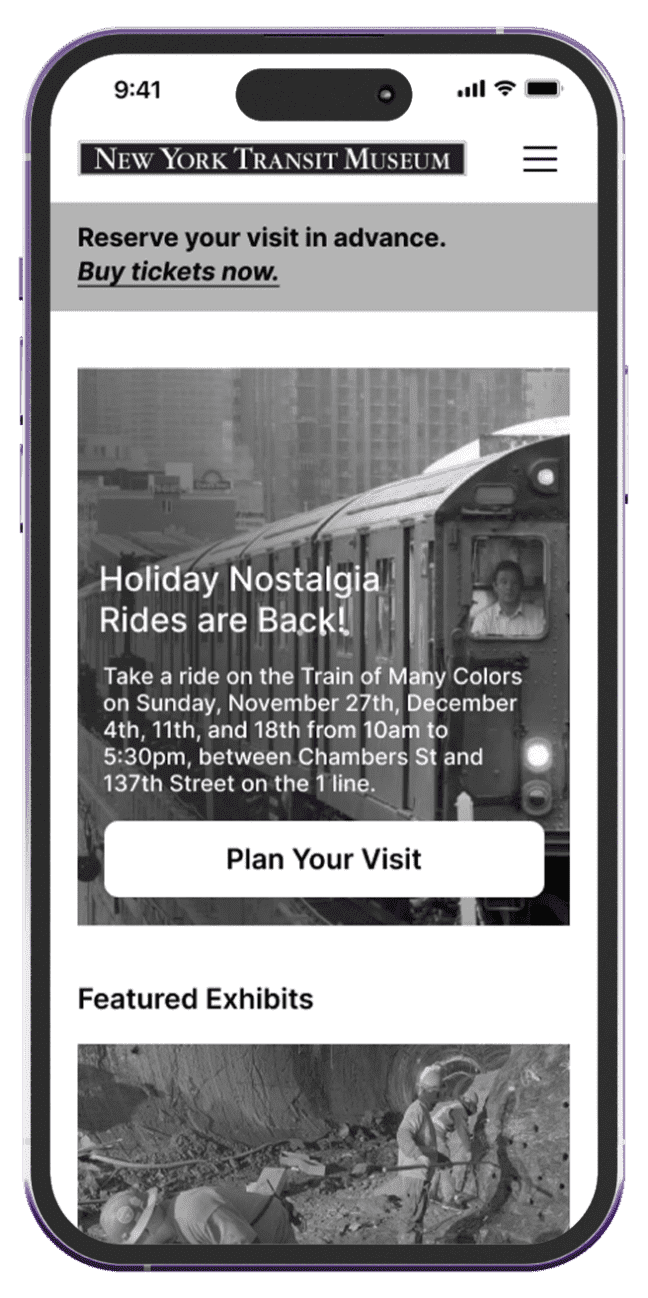 9:41
NEW YORK TRANSIT MUSEUM
Reserve your visit in advance.
Buy tickets now.
Holiday Nostalgia
Rides are Back!
Take a ride on the Train of Many Colors
on Sunday, November 27th, December
4th, 11th, and 18th from 10am to
5:30pm, between Chambers St and
137th Street on the 1 line.
Plan Your Visit
Featured Exhibits